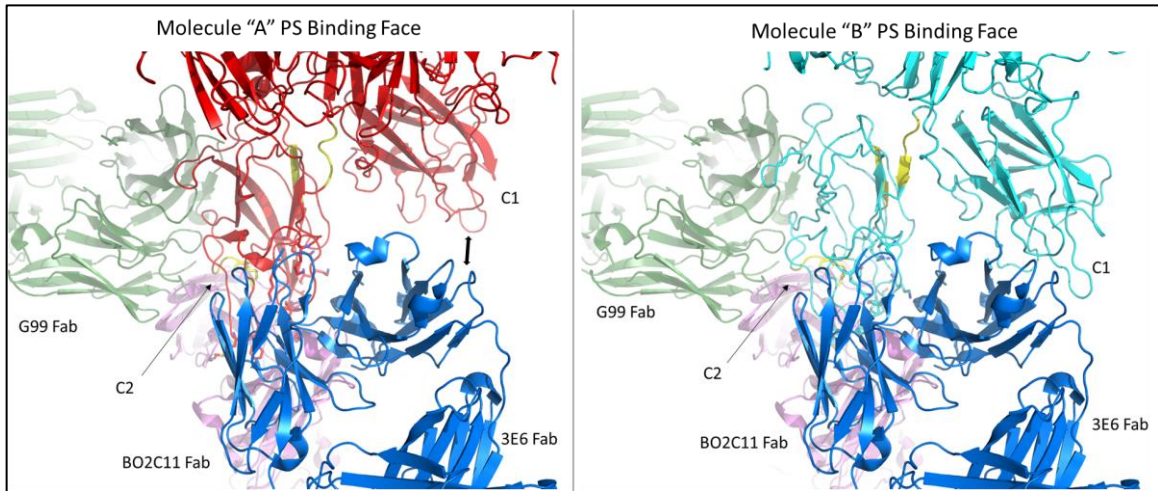 Molecule “A” PS Binding Face
C1
G99 Fab
C2
BO2C11 Fab
3E6 Fab
Molecule “B” PS Binding Face
C1
G99 Fab
C2
BO2C11 Fab
3E6 Fab